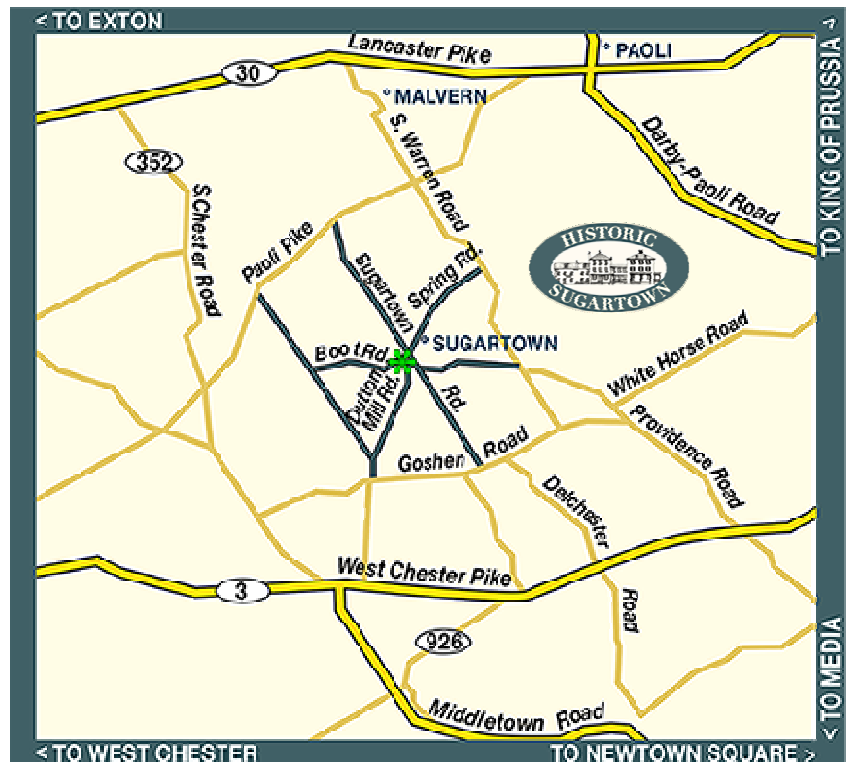 < TO EXTON
Lancaster Pike
PAOLI
30
MALVERN
TO KING OF PRUSSIA >
S. Warren Road
Darby-Paoli Road
352
S.Chester Road
Paoli Pike
HISTORIC
SUGARTOWN
Sugartown
Spring Rd.
SUGARTOWN
Boot Rd.
Dutton
Mill Rd.
Rd.
White Horse Road
Goshen Road
Providence Road
Delchester
Road
West Chester Pike
3
926
Middletown Road
< TO MEDIA
< TO WEST CHESTER
TO NEWTOWN SQUARE >